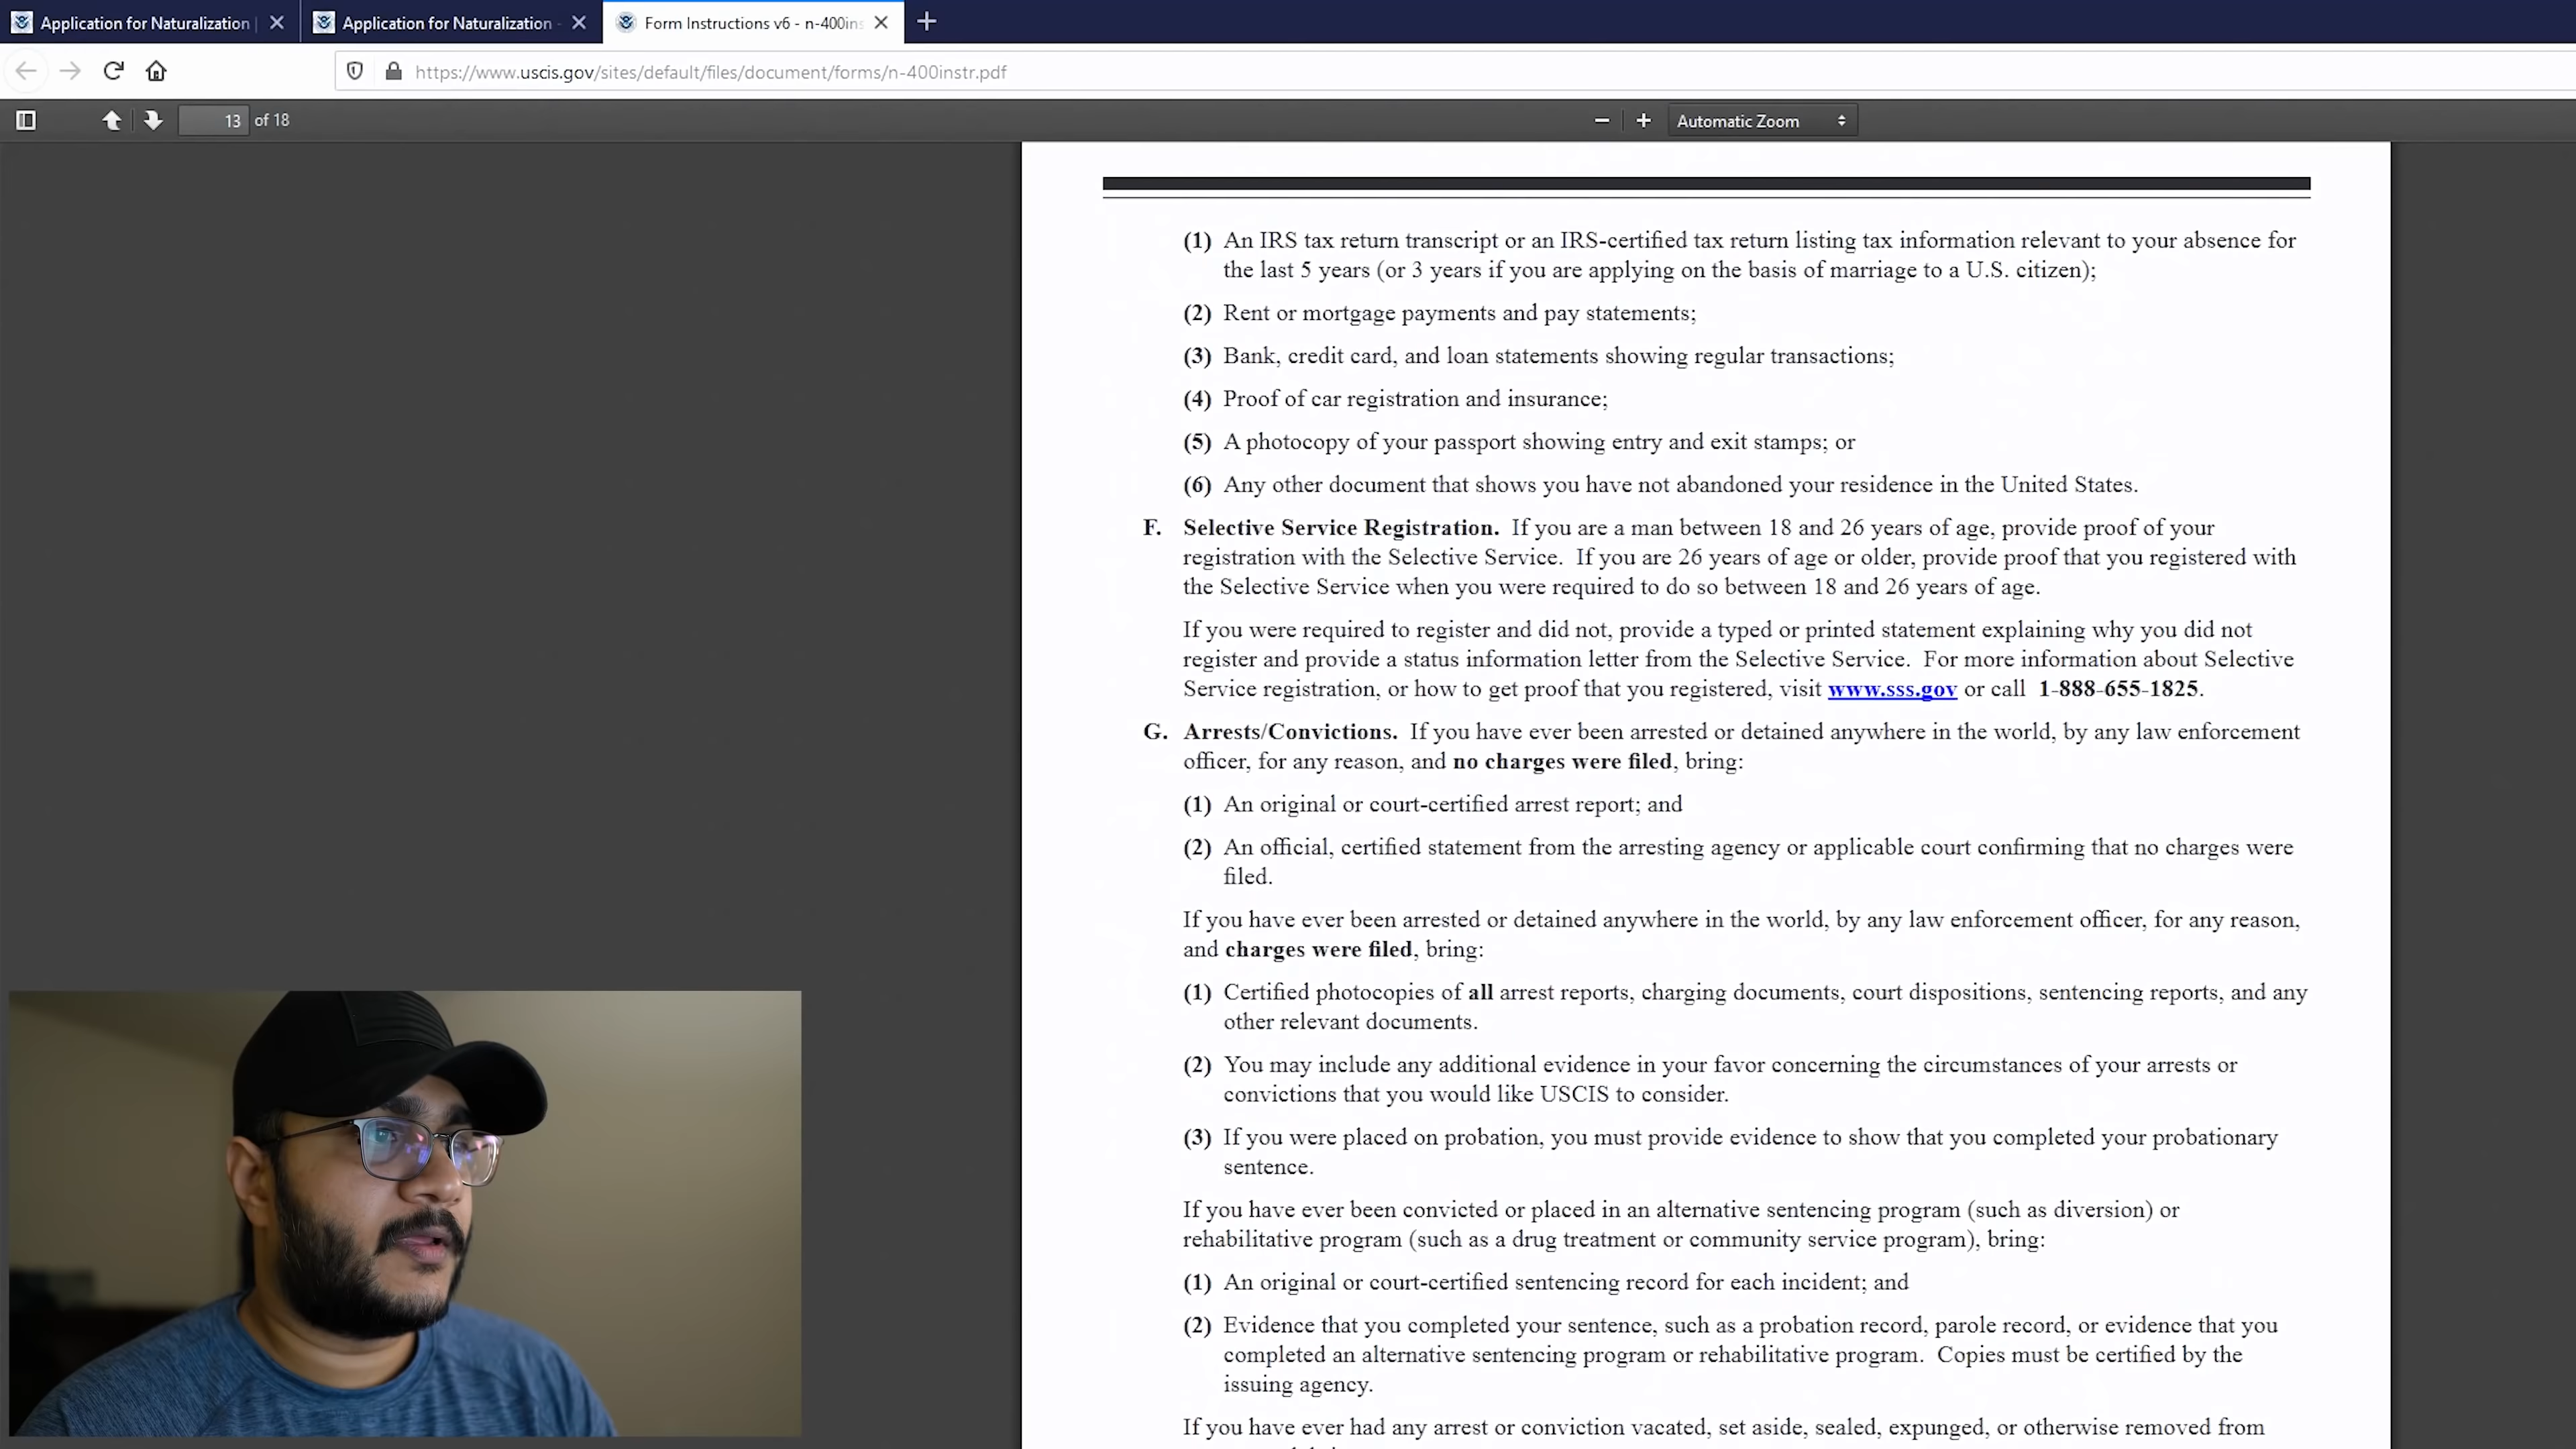 Application for Naturalization |
Application for Naturalization -
Form Instructions v6 - n-400ins
https://www.uscis.gov/sites/default/files/document/forms/n-400instr.pdf
13 of 18
Automatic Zoom
(1) An IRS tax return transcript or an IRS-certified tax return listing tax information relevant to your absence for
the last 5 years (or 3 years if you are applying on the basis of marriage to a U.S. citizen);
(2) Rent or mortgage payments and pay statements;
(3) Bank, credit card, and loan statements showing regular transactions;
(4) Proof of car registration and insurance;
(5) A photocopy of your passport showing entry and exit stamps; or
(6) Any other document that shows you have not abandoned your residence in the United States.
F. Selective Service Registration. If you are a man between 18 and 26 years of age, provide proof of your
registration with the Selective Service. If you are 26 years of age or older, provide proof that you registered with
the Selective Service when you were required to do so between 18 and 26 years of age.
If you were required to register and did not, provide a typed or printed statement explaining why you did not
register and provide a status information letter from the Selective Service. For more information about Selective
Service registration, or how to get proof that you registered, visit www.sss.gov or call 1-888-655-1825.
G. Arrests/Convictions. If you have ever been arrested or detained anywhere in the world, by any law enforcement
officer, for any reason, and no charges were filed, bring:
(1) An original or court-certified arrest report; and
(2) An official, certified statement from the arresting agency or applicable court confirming that no charges were
filed.
If you have ever been arrested or detained anywhere in the world, by any law enforcement officer, for any reason,
and charges were filed, bring:
(1) Certified photocopies of all arrest reports, charging documents, court dispositions, sentencing reports, and any
other relevant documents.
(2) You may include any additional evidence in your favor concerning the circumstances of your arrests or
convictions that you would like USCIS to consider.
(3) If you were placed on probation, you must provide evidence to show that you completed your probationary
sentence.
If you have ever been convicted or placed in an alternative sentencing program (such as diversion) or
rehabilitative program (such as a drug treatment or community service program), bring:
(1) An original or court-certified sentencing record for each incident; and
(2) Evidence that you completed your sentence, such as a probation record, parole record, or evidence that you
completed an alternative sentencing program or rehabilitative program. Copies must be certified by the
issuing agency.
If you have ever had any arrest or conviction vacated, set aside, sealed, expunged, or otherwise removed from